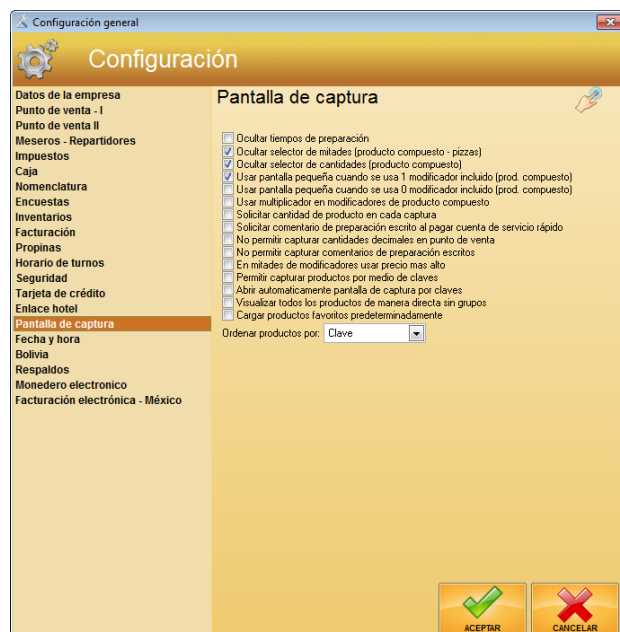 Configuración general
Configuración
Datos de la empresa
Punto de venta - I
Punto de venta II
Meseros - Repartidores
Impuestos
Caja
Nomenclatura
Encuestas
Inventarios
Facturación
Propinas
Horario de turnos
Seguridad
Tarjeta de crédito
Enlace hotel
Pantalla de captura
Fecha y hora
Bolivia
Respaldos
Monedero electronico
Facturación electrónica - México
Pantalla de captura
Ocultar tiempos de preparación
Ocultar selector de mitades (producto compuesto - pizzas)
Ocultar selector de cantidades (producto compuesto)
Usar pantalla pequeña cuando se usa 1 modificador incluido (prod. compuesto)
Usar pantalla pequeña cuando se usa 0 modificador incluido (prod. compuesto)
Usar multiplicador en modificadores de producto compuesto
Solicitar cantidad de producto en cada captura
Solicitar comentario de preparación escrito al pagar cuenta de servicio rápido
No permitir capturar cantidades decimales en punto de venta
No permitir capturar comentarios de preparación escritos
En mitades de modificadores usar precio mas alto
Permitir capturar productos por medio de claves
Abrir automaticamente pantalla de captura por claves
Visualizar todos los productos de manera directa sin grupos
Cargar productos favoritos predeterminadamente
Ordenar productos por: Clave
ACEPTAR
CANCELAR